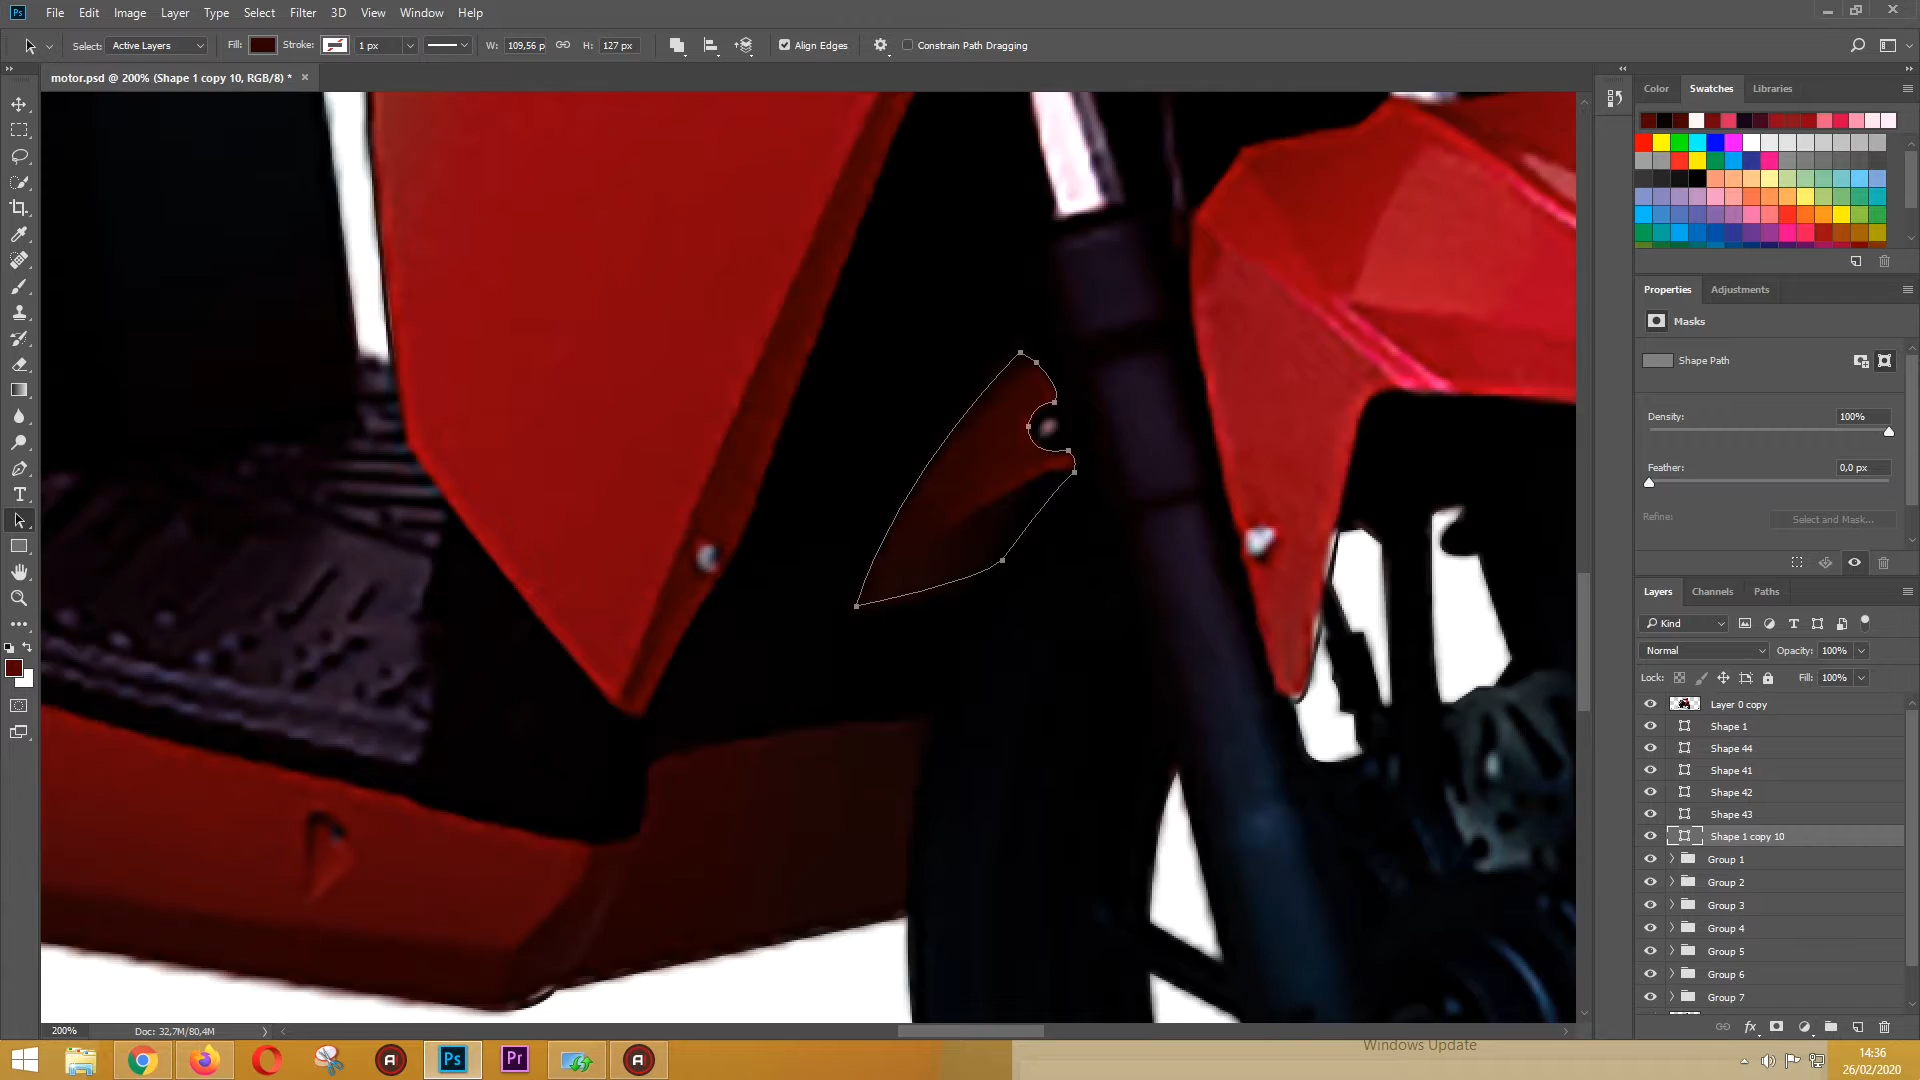 Ps File Edit Image Layer Type Select Filter 3D View Window Help
Select: Active Layers Fill: Stroke: 1 px W: 109,56 p H: 127 px Align Edges Constrain Path Dragging
motor.psd @ 200% (Shape 1 copy 10, RGB/8) * ×
Color Swatches Libraries
Properties Adjustments
Masks
Shape Path
Density: 100%
Feather: 0,0 px
Refine: Select and Mask...
Layers Channels Paths
Kind
Normal Opacity: 100%
Lock: Fill: 100%
Layer 0 copy
Shape 1
Shape 44
Shape 41
Shape 42
Shape 43
Shape 1 copy 10
Group 1
Group 2
Group 3
Group 4
Group 5
Group 6
Group 7
200% Doc: 32,7M/80,4M
Windows Update
Ps Pr
14:36
26/02/2020